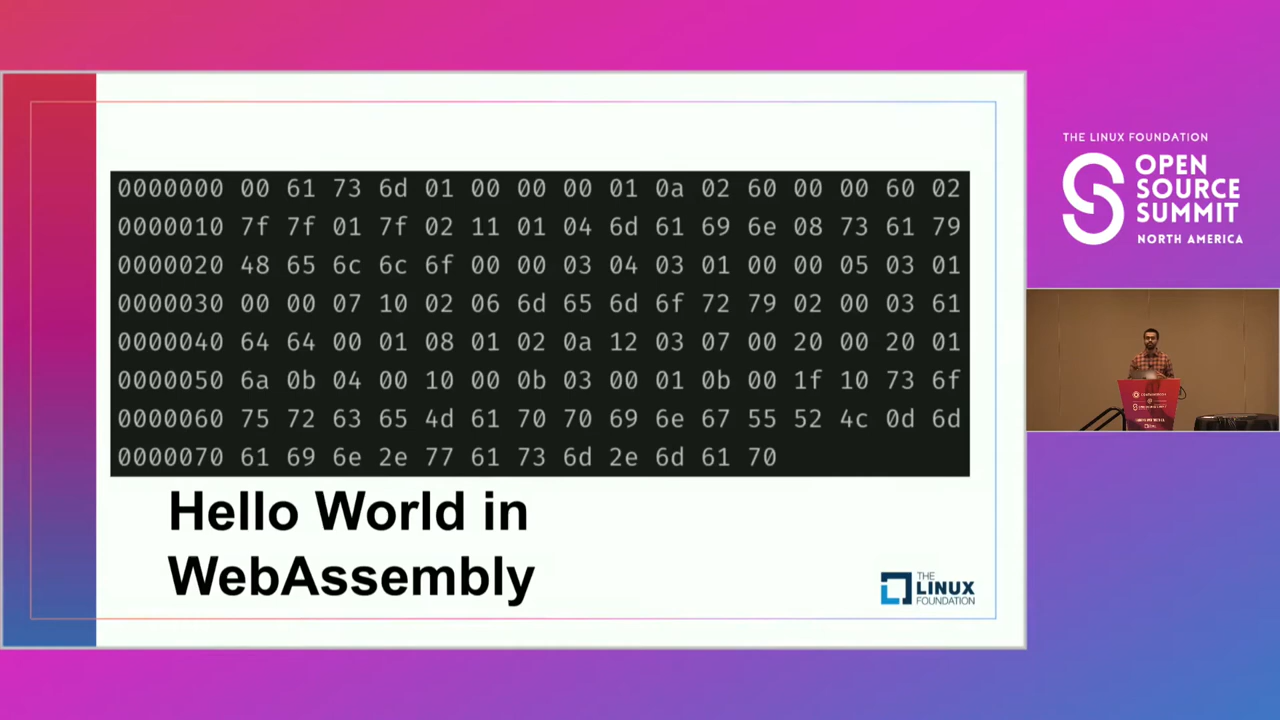 0000000 00 61 73 6d 01 00 00 00 01 0a 02 60 00 00 60 02
0000010 7f 7f 01 7f 02 11 01 04 6d 61 69 6e 08 73 61 79
0000020 48 65 6c 6c 6f 00 00 03 04 03 01 00 00 05 03 01
0000030 00 00 07 10 02 06 6d 65 6d 6f 72 79 02 00 03 61
0000040 64 64 00 01 08 01 02 0a 12 03 07 00 20 00 20 01
0000050 6a 0b 04 00 10 00 0b 03 00 01 0b 00 1f 10 73 6f
0000060 75 72 63 65 4d 61 70 70 69 6e 67 55 52 4c 0d 6d
0000070 61 69 6e 2e 77 61 73 6d 2e 6d 61 70
Hello World in
WebAssembly
THE
LINUX
FOUNDATION
THE LINUX FOUNDATION
OPEN
SOURCE
SUMMIT
NORTH AMERICA